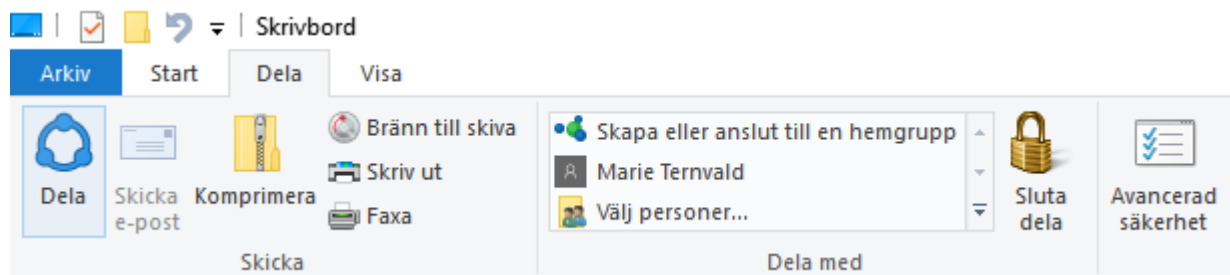 Skrivbord
Arkiv Start Dela Visa
Dela
Skicka
e-post
Komprimera
Bränn till skiva
Skriv ut
Faxa
Skicka
Skapa eller anslut till en hemgrupp
Marie Ternvald
Välj personer...
Sluta
dela
Dela med
Avancerad
säkerhet